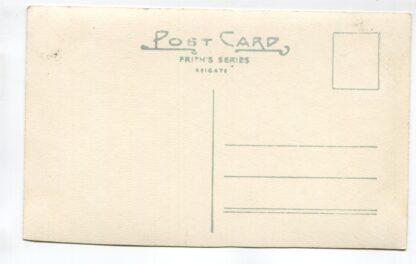 POST CARD
FRITH'S SERIES
REIGATE